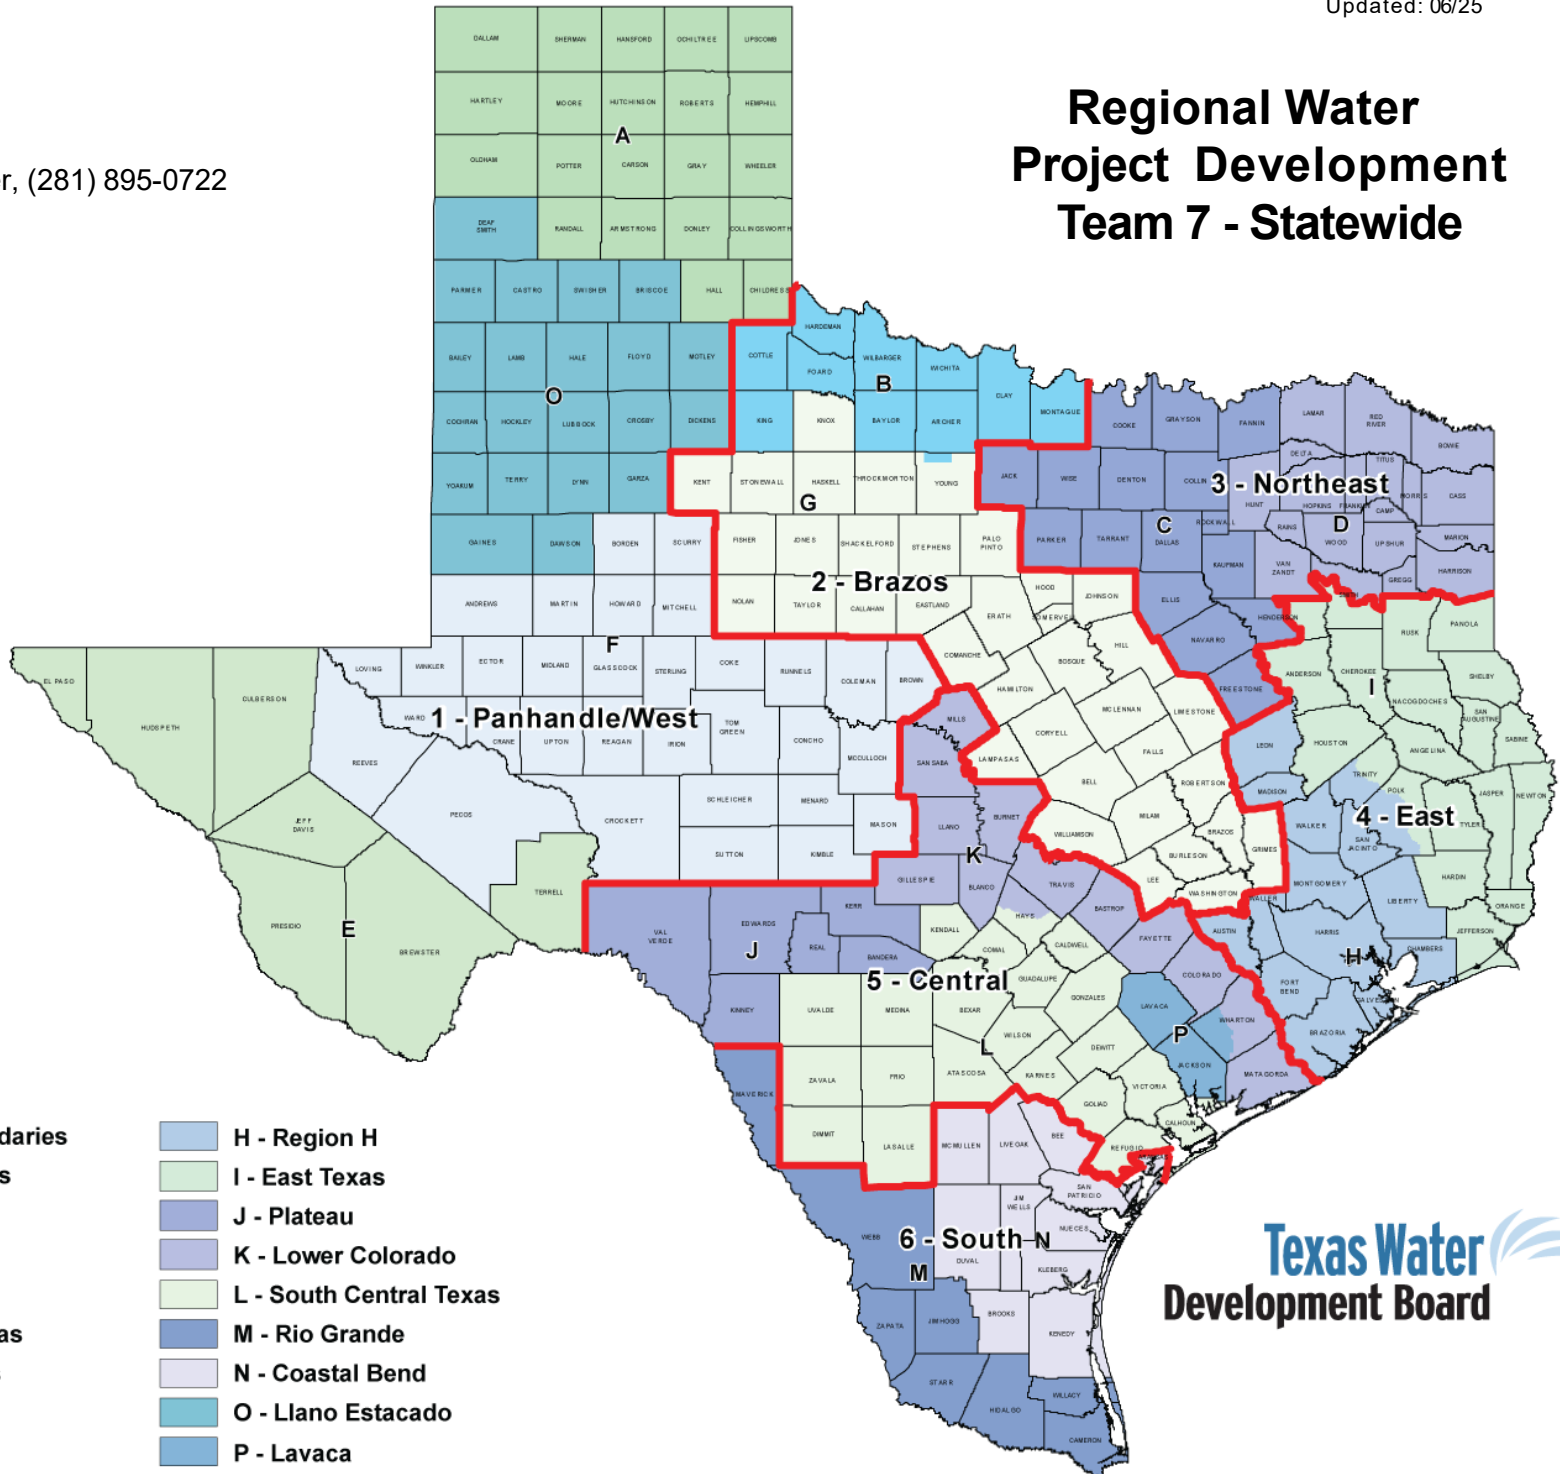 Updated: 06/25
Regional Water
Project Development
Team 7 - Statewide
r, (281) 895-0722
DALLAM
SHERMAN
HANSFORD
OCHILTREE
LIPSCOMB
HARTLEY
MOORE
HUTCHINSON
ROBERTS
HEMPHILL
A
OLDHAM
POTTER
CARSON
GRAY
WHEELER
DEAF
SMITH
RANDALL
ARMSTRONG
DONLEY
COLLINGSWORTH
PARMER
CASTRO
SWISHER
BRISCOE
HALL
CHILDRESS
HARDEMAN
BAILEY
LAMB
HALE
FLOYD
MOTLEY
COTTLE
FOARD
WILBARGER
WICHITA
B
CLAY
MONTAGUE
O
COCHRAN
HOCKLEY
LUBBOCK
CROSBY
DICKENS
KING
KNOX
BAYLOR
ARCHER
COOKE
GRAYSON
FANNIN
LAMAR
RED
RIVER
BOWIE
DELTA
TITUS
YOAKUM
TERRY
LYNN
GARZA
KENT
STONEWALL
HASKELL
THROCKMORTON
YOUNG
JACK
WISE
DENTON
COLLIN
3 - Northeast
HUNT
HOPKINS
FRANKLIN
MORRIS
CASS
CAMP
G
C
D
ROCKWALL
RAINS
WOOD
UPSHUR
MARION
GAINES
DAWSON
BORDEN
SCURRY
FISHER
JONES
SHACKELFORD
STEPHENS
PALO
PINTO
PARKER
TARRANT
DALLAS
KAUFMAN
VAN
ZANDT
GREGG
HARRISON
2 - Brazos
ANDREWS
MARTIN
HOWARD
MITCHELL
NOLAN
TAYLOR
CALLAHAN
EASTLAND
ERATH
HOOD
SOMERVELL
JOHNSON
ELLIS
HENDERSON
SMITH
RUSK
PANOLA
F
LOVING
WINKLER
ECTOR
MIDLAND
GLASSCOCK
STERLING
COKE
RUNNELS
COLEMAN
BROWN
COMANCHE
BOSQUE
HILL
NAVARRO
ANDERSON
CHEROKEE
SHELBY
EL PASO
HUDSPETH
CULBERSON
WARD
1 - Panhandle/West
CRANE
UPTON
REAGAN
IRION
TOM
GREEN
CONCHO
MCCULLOCH
MILLS
HAMILTON
MCLENNAN
LIMESTONE
FREESTONE
I
NACOGDOCHES
SAN
AUGUSTINE
SABINE
REEVES
SAN SABA
LAMPASAS
CORYELL
FALLS
LEON
HOUSTON
ANGELINA
BELL
ROBERTSON
MADISON
TRINITY
POLK
JASPER
NEWTON
JEFF
DAVIS
PECOS
CROCKETT
SCHLEICHER
MENARD
MASON
LLANO
BURNET
WILLIAMSON
MILAM
BRAZOS
GRIMES
WALKER
4 - East
SAN
JACINTO
TYLER
SUTTON
KIMBLE
K
BURLESON
GILLESPIE
BLANCO
TRAVIS
LEE
WASHINGTON
MONTGOMERY
HARDIN
LIBERTY
ORANGE
PRESIDIO
E
BREWSTER
TERRELL
VAL
VERDE
EDWARDS
KERR
REAL
BANDERA
J
KENDALL
HAYS
BASTROP
WALLER
AUSTIN
HARRIS
CHAMBERS
JEFFERSON
H
COMAL
CALDWELL
FAYETTE
COLORADO
FORT
BEND
GALVESTON
5 - Central
GUADALUPE
GONZALES
LAVACA
KINNEY
UVALDE
MEDINA
BEXAR
WILSON
P
WHARTON
BRAZORIA
L
DEWITT
JACKSON
MATAGORDA
MAVERICK
ZAVALA
FRIO
ATASCOSA
KARNES
VICTORIA
GOLIAD
CALHOUN
DIMMIT
LASALLE
MCMULLEN
LIVE OAK
BEE
REFUGIO
SAN
PATRICIO
JIM
WELLS
NUECES
WEBB
6 - South
N
M
DUVAL
KLEBERG
ZAPATA
JIM HOGG
BROOKS
KENEDY
STARR
HIDALGO
WILLACY
CAMERON
daries
s
as
s
H - Region H
I - East Texas
J - Plateau
K - Lower Colorado
L - South Central Texas
M - Rio Grande
N - Coastal Bend
O - Llano Estacado
P - Lavaca
Texas Water
Development Board